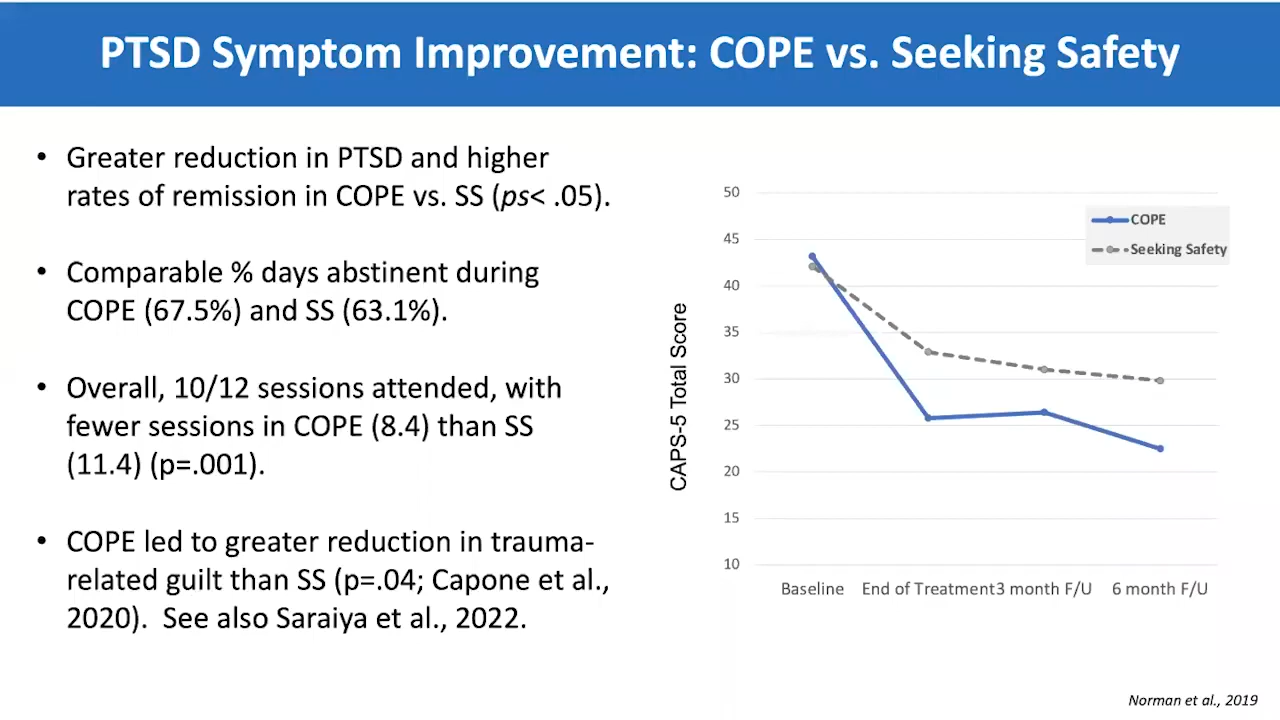 PTSD Symptom Improvement: COPE vs. Seeking Safety
• Greater reduction in PTSD and higher
rates of remission in COPE vs. SS (ps< .05).
• Comparable % days abstinent during
COPE (67.5%) and SS (63.1%).
• Overall, 10/12 sessions attended, with
fewer sessions in COPE (8.4) than SS
(11.4) (p=.001).
• COPE led to greater reduction in trauma-
related guilt than SS (p=.04; Capone et al.,
2020).  See also Saraiya et al., 2022.
CAPS-5 Total Score
50
45
40
35
30
25
20
15
10
COPE
Seeking Safety
Baseline End of Treatment 3 month F/U 6 month F/U
Norman et al., 2019